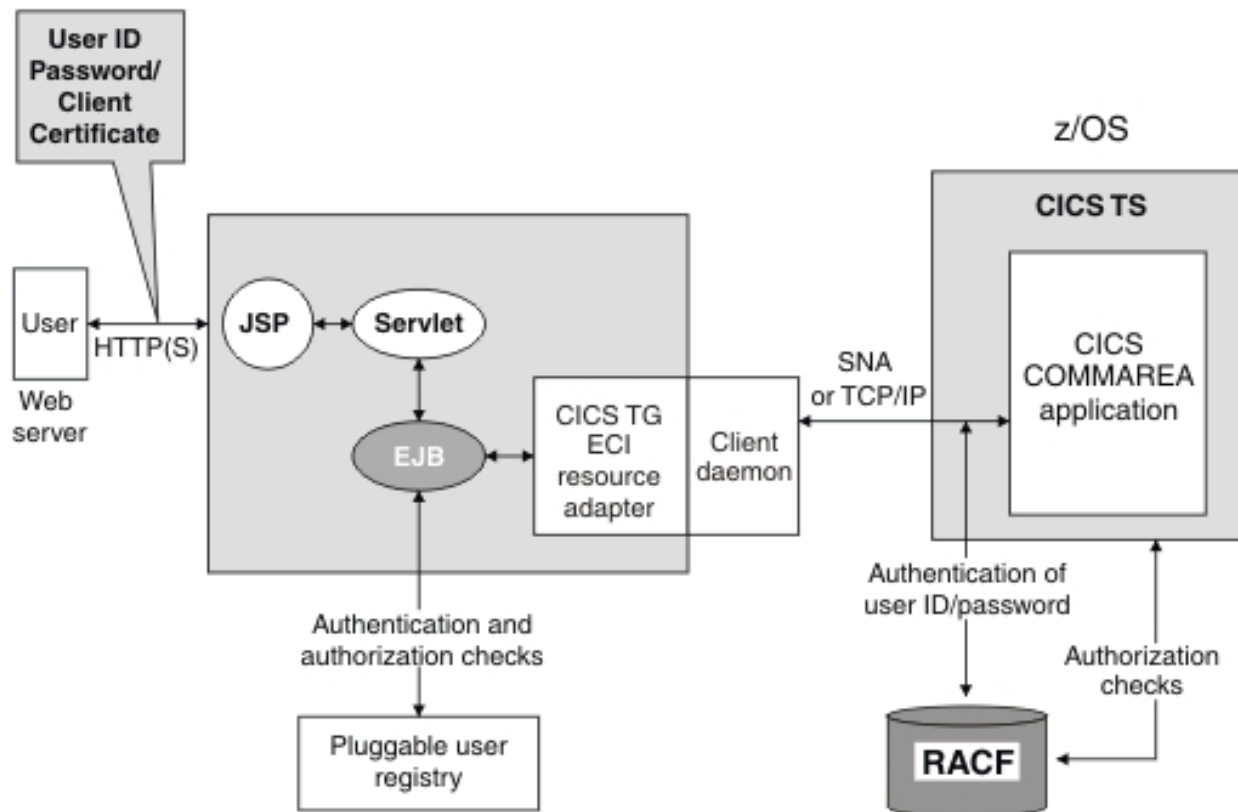 User ID
Password/
Client
Certificate
z/OS
CICS TS
User
HTTP(S)
Web
server
JSP
Servlet
EJB
CICS TG
ECI
resource
adapter
Client
daemon
SNA
or TCP/IP
CICS
COMMAREA
application
Authentication and
authorization checks
Pluggable user
registry
Authentication of
user ID/password
Authorization
checks
RACF